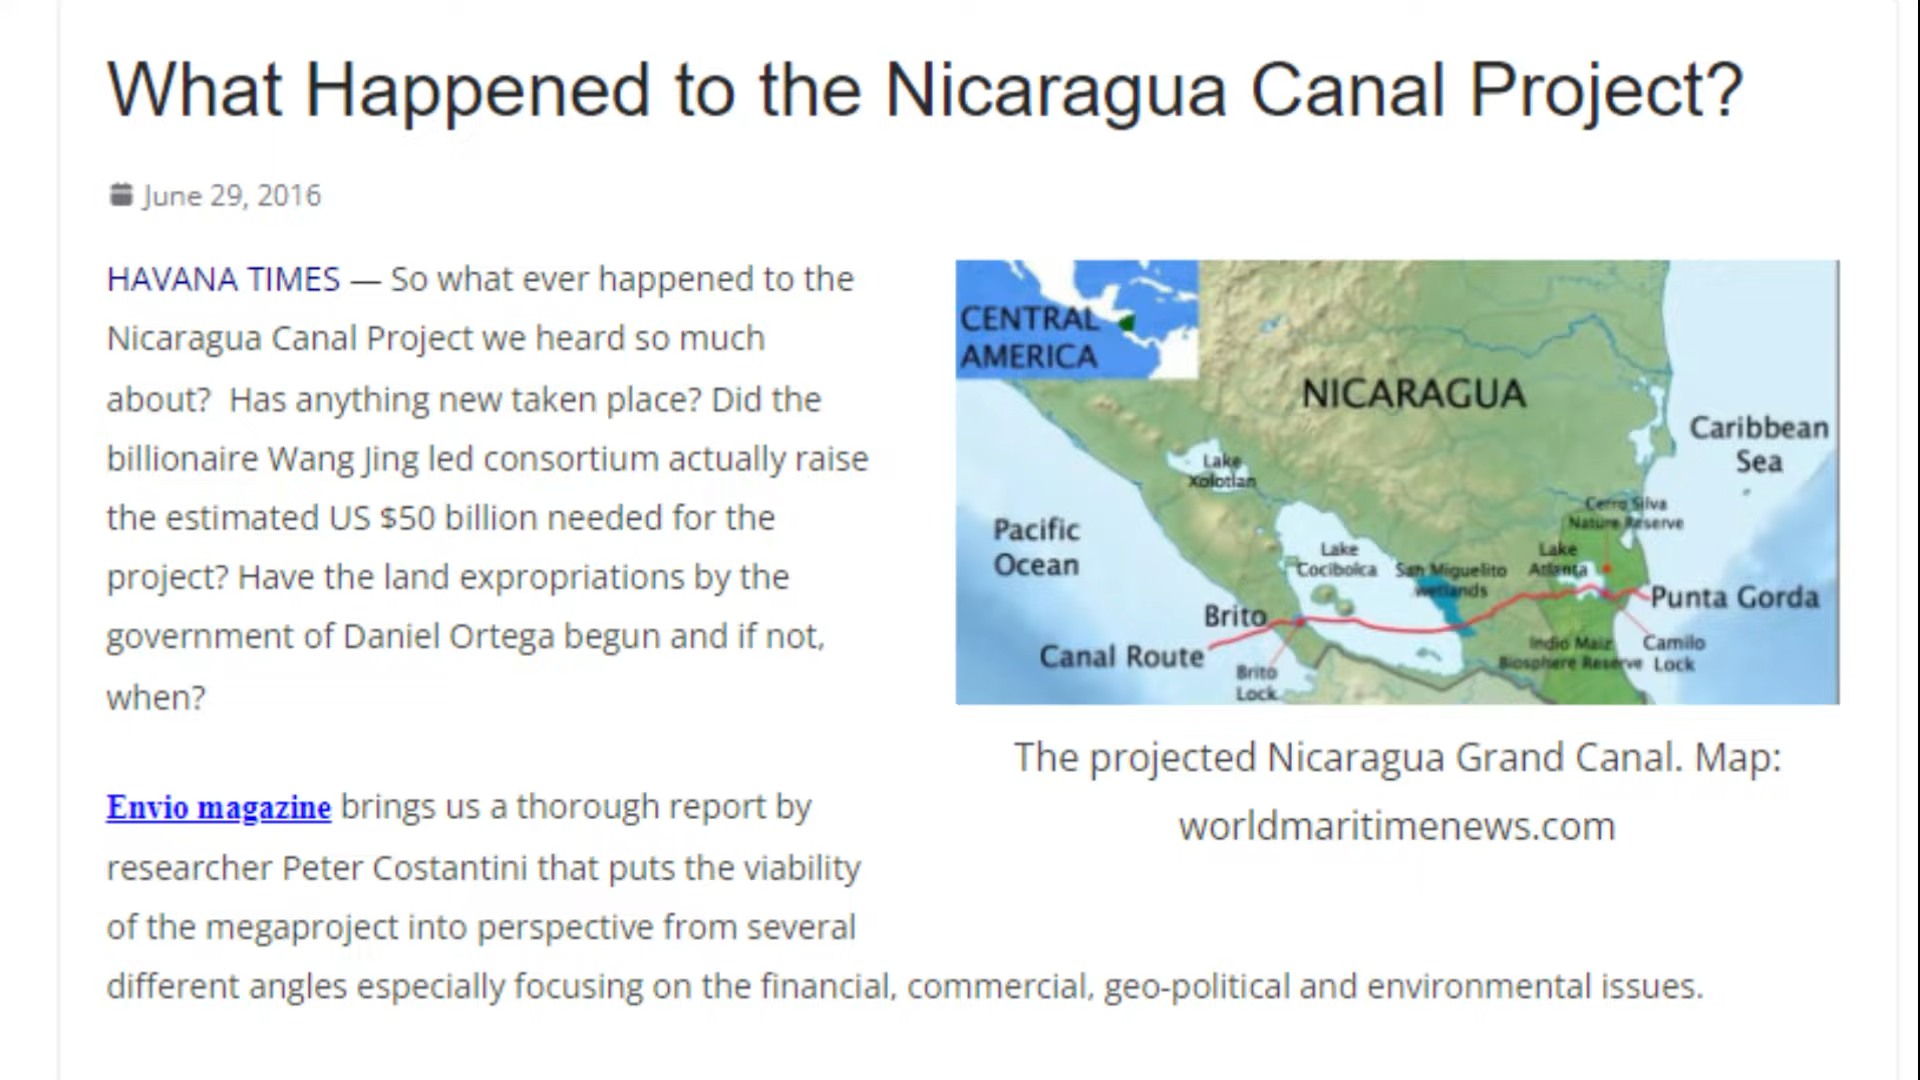 What Happened to the Nicaragua Canal Project?
June 29, 2016
HAVANA TIMES — So what ever happened to the
Nicaragua Canal Project we heard so much
about?  Has anything new taken place? Did the
billionaire Wang Jing led consortium actually raise
the estimated US $50 billion needed for the
project? Have the land expropriations by the
government of Daniel Ortega begun and if not,
when?
Envio magazine brings us a thorough report by
researcher Peter Costantini that puts the viability
of the megaproject into perspective from several
different angles especially focusing on the financial, commercial, geo-political and environmental issues.
CENTRAL
AMERICA
NICARAGUA
Caribbean
Sea
Lake
Xolotlan
Pacific
Ocean
Cerro Silva
Nature Reserve
Lake
Cocibolca
San Miguelito
wetlands
Lake
Atlanta
Brito
Punta Gorda
Canal Route
Brito
Lock
Indio Maiz
Biosphere Reserve
Camilo
Lock
The projected Nicaragua Grand Canal. Map:
worldmaritimenews.com